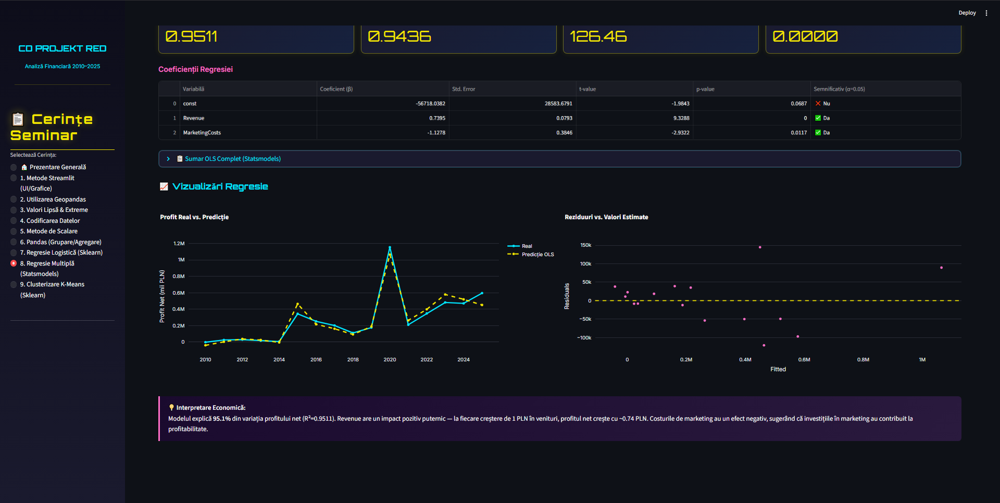 Deploy
CD PROJEKT RED
Analiză Financiară 2010–2025
Cerințe
Seminar
Selectează Cerința:
Prezentare Generală
1. Metode Streamlit
(UI/Grafice)
2. Utilizarea Geopandas
3. Valori Lipsă & Extreme
4. Codificarea Datelor
5. Metode de Scalare
6. Pandas (Grupare/Agregare)
7. Regresie Logistică (Sklearn)
8. Regresie Multiplă
(Statsmodels)
9. Clusterizare K-Means
(Sklearn)
0.9511 0.9436 126.46 0.0000
Coeficienții Regresiei
Variabilă Coeficient (β) Std. Error t-value p-value Semnificativ (α=0.05)
0 const -56718.0382 28583.6791 -1.9843 0.0687 ❌ Nu
1 Revenue 0.7395 0.0793 9.3288 0 ✅ Da
2 MarketingCosts -1.1278 0.3846 -2.9322 0.0117 ✅ Da
Sumar OLS Complet (Statsmodels)
Vizualizări Regresie
Profit Real vs. Predicție
Profit Net (mii PLN)
1.2M
1M
0.8M
0.6M
0.4M
0.2M
0
2010 2012 2014 2016 2018 2020 2022 2024
Real
Predicție OLS
Reziduuri vs. Valori Estimate
Residuals
150k
100k
50k
0
−50k
−100k
0 0.2M 0.4M 0.6M 0.8M 1M
Fitted
💡 Interpretare Economică:
Modelul explică 95.1% din variația profitului net (R²=0.9511). Revenue are un impact pozitiv puternic — la fiecare creștere de 1 PLN în venituri, profitul net crește cu ~0.74 PLN. Costurile de marketing au un efect negativ, sugerând că investițiile în marketing au contribuit la
profitabilitate.